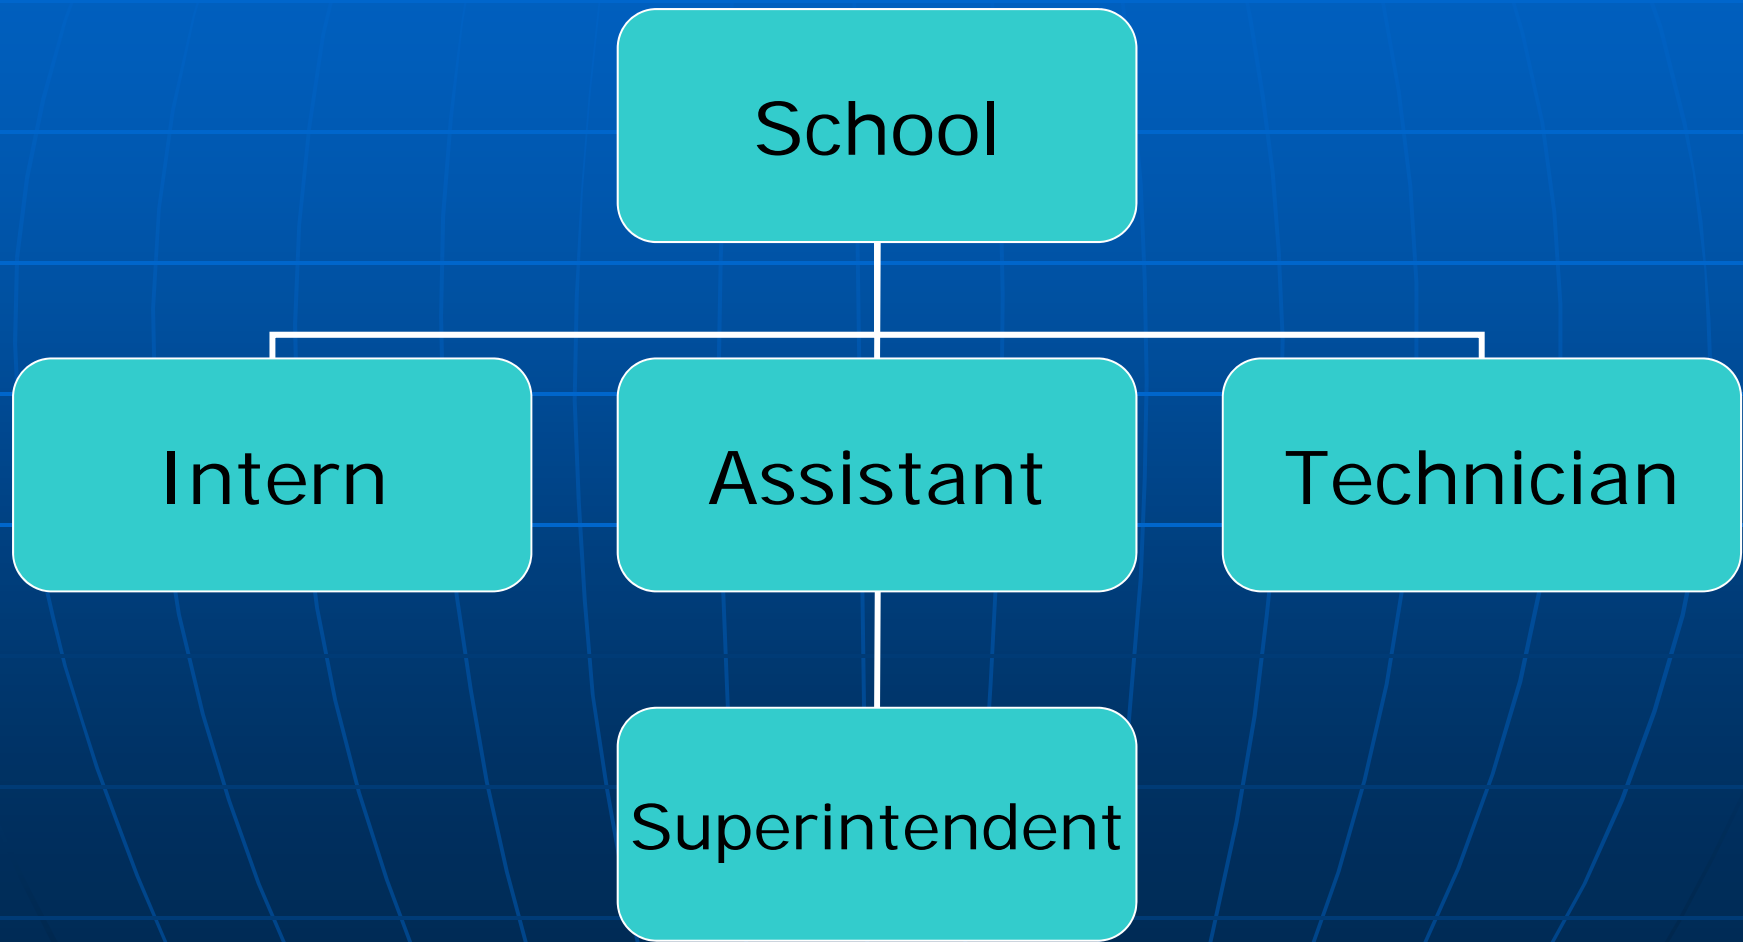 School
Intern
Assistant
Technician
Superintendent